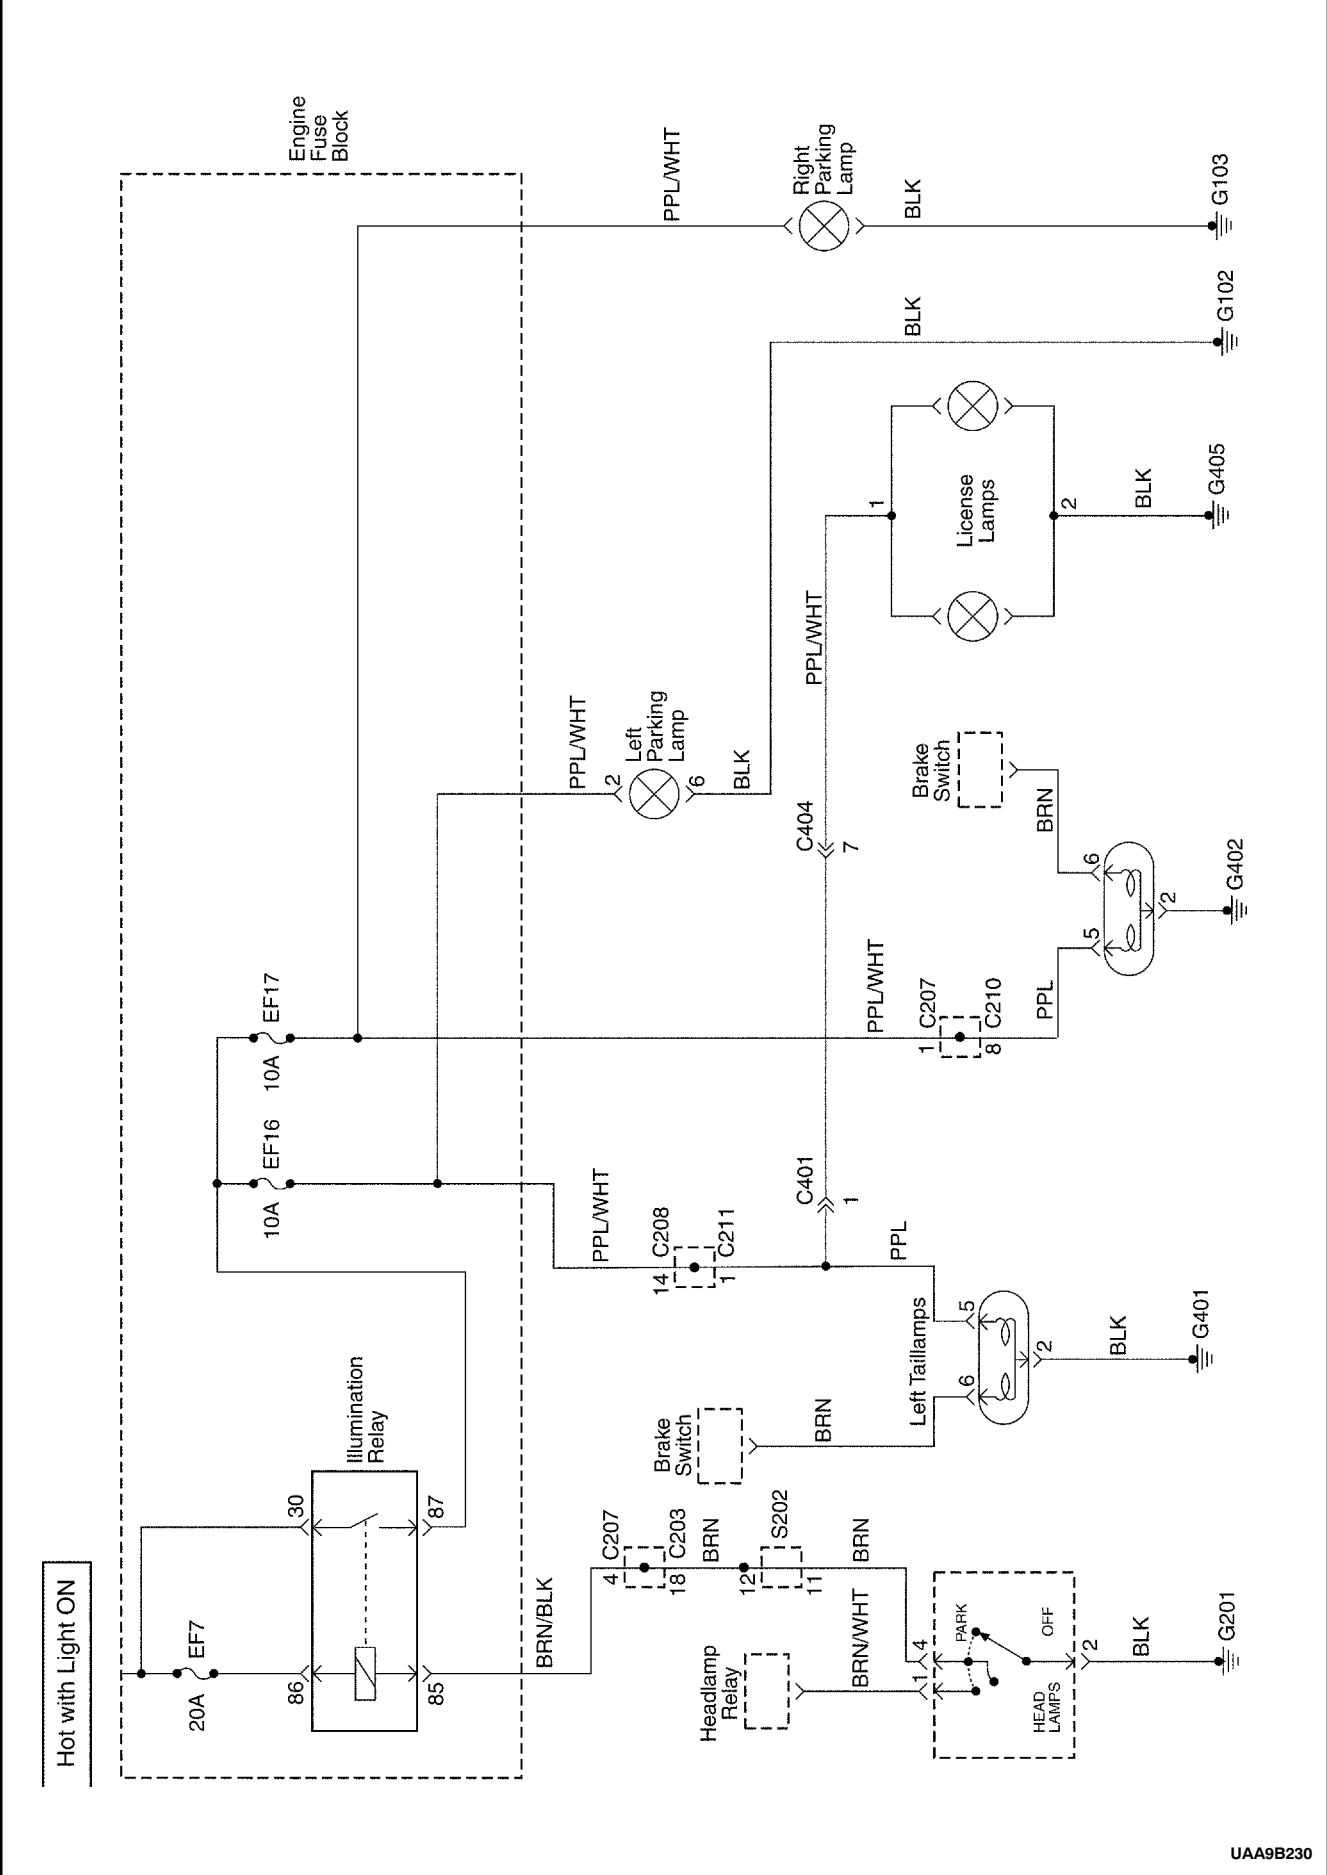 Hot with Light ON
Engine
Fuse
Block
20A
EF7
10A
EF16
10A
EF17
86
30
Illumination
Relay
85
87
BRN/BLK
PPL/WHT
PPL/WHT
PPL/WHT
2
Left
Parking
Lamp
6
BLK
Right
Parking
Lamp
BLK
BLK
4
C207
18
C203
BRN
12
S202
11
BRN
Headlamp
Relay
BRN/WHT
1
4
PARK
OFF
HEAD
LAMPS
2
BLK
G201
Brake
Switch
BRN
14
C208
1
C211
C401
1
PPL
Left Taillamps
6
5
2
BLK
G401
PPL/WHT
1
C207
8
C210
PPL
5
6
2
G402
Brake
Switch
BRN
C404
7
PPL/WHT
1
License
Lamps
2
BLK
G405
G102
G103
UAA9B230